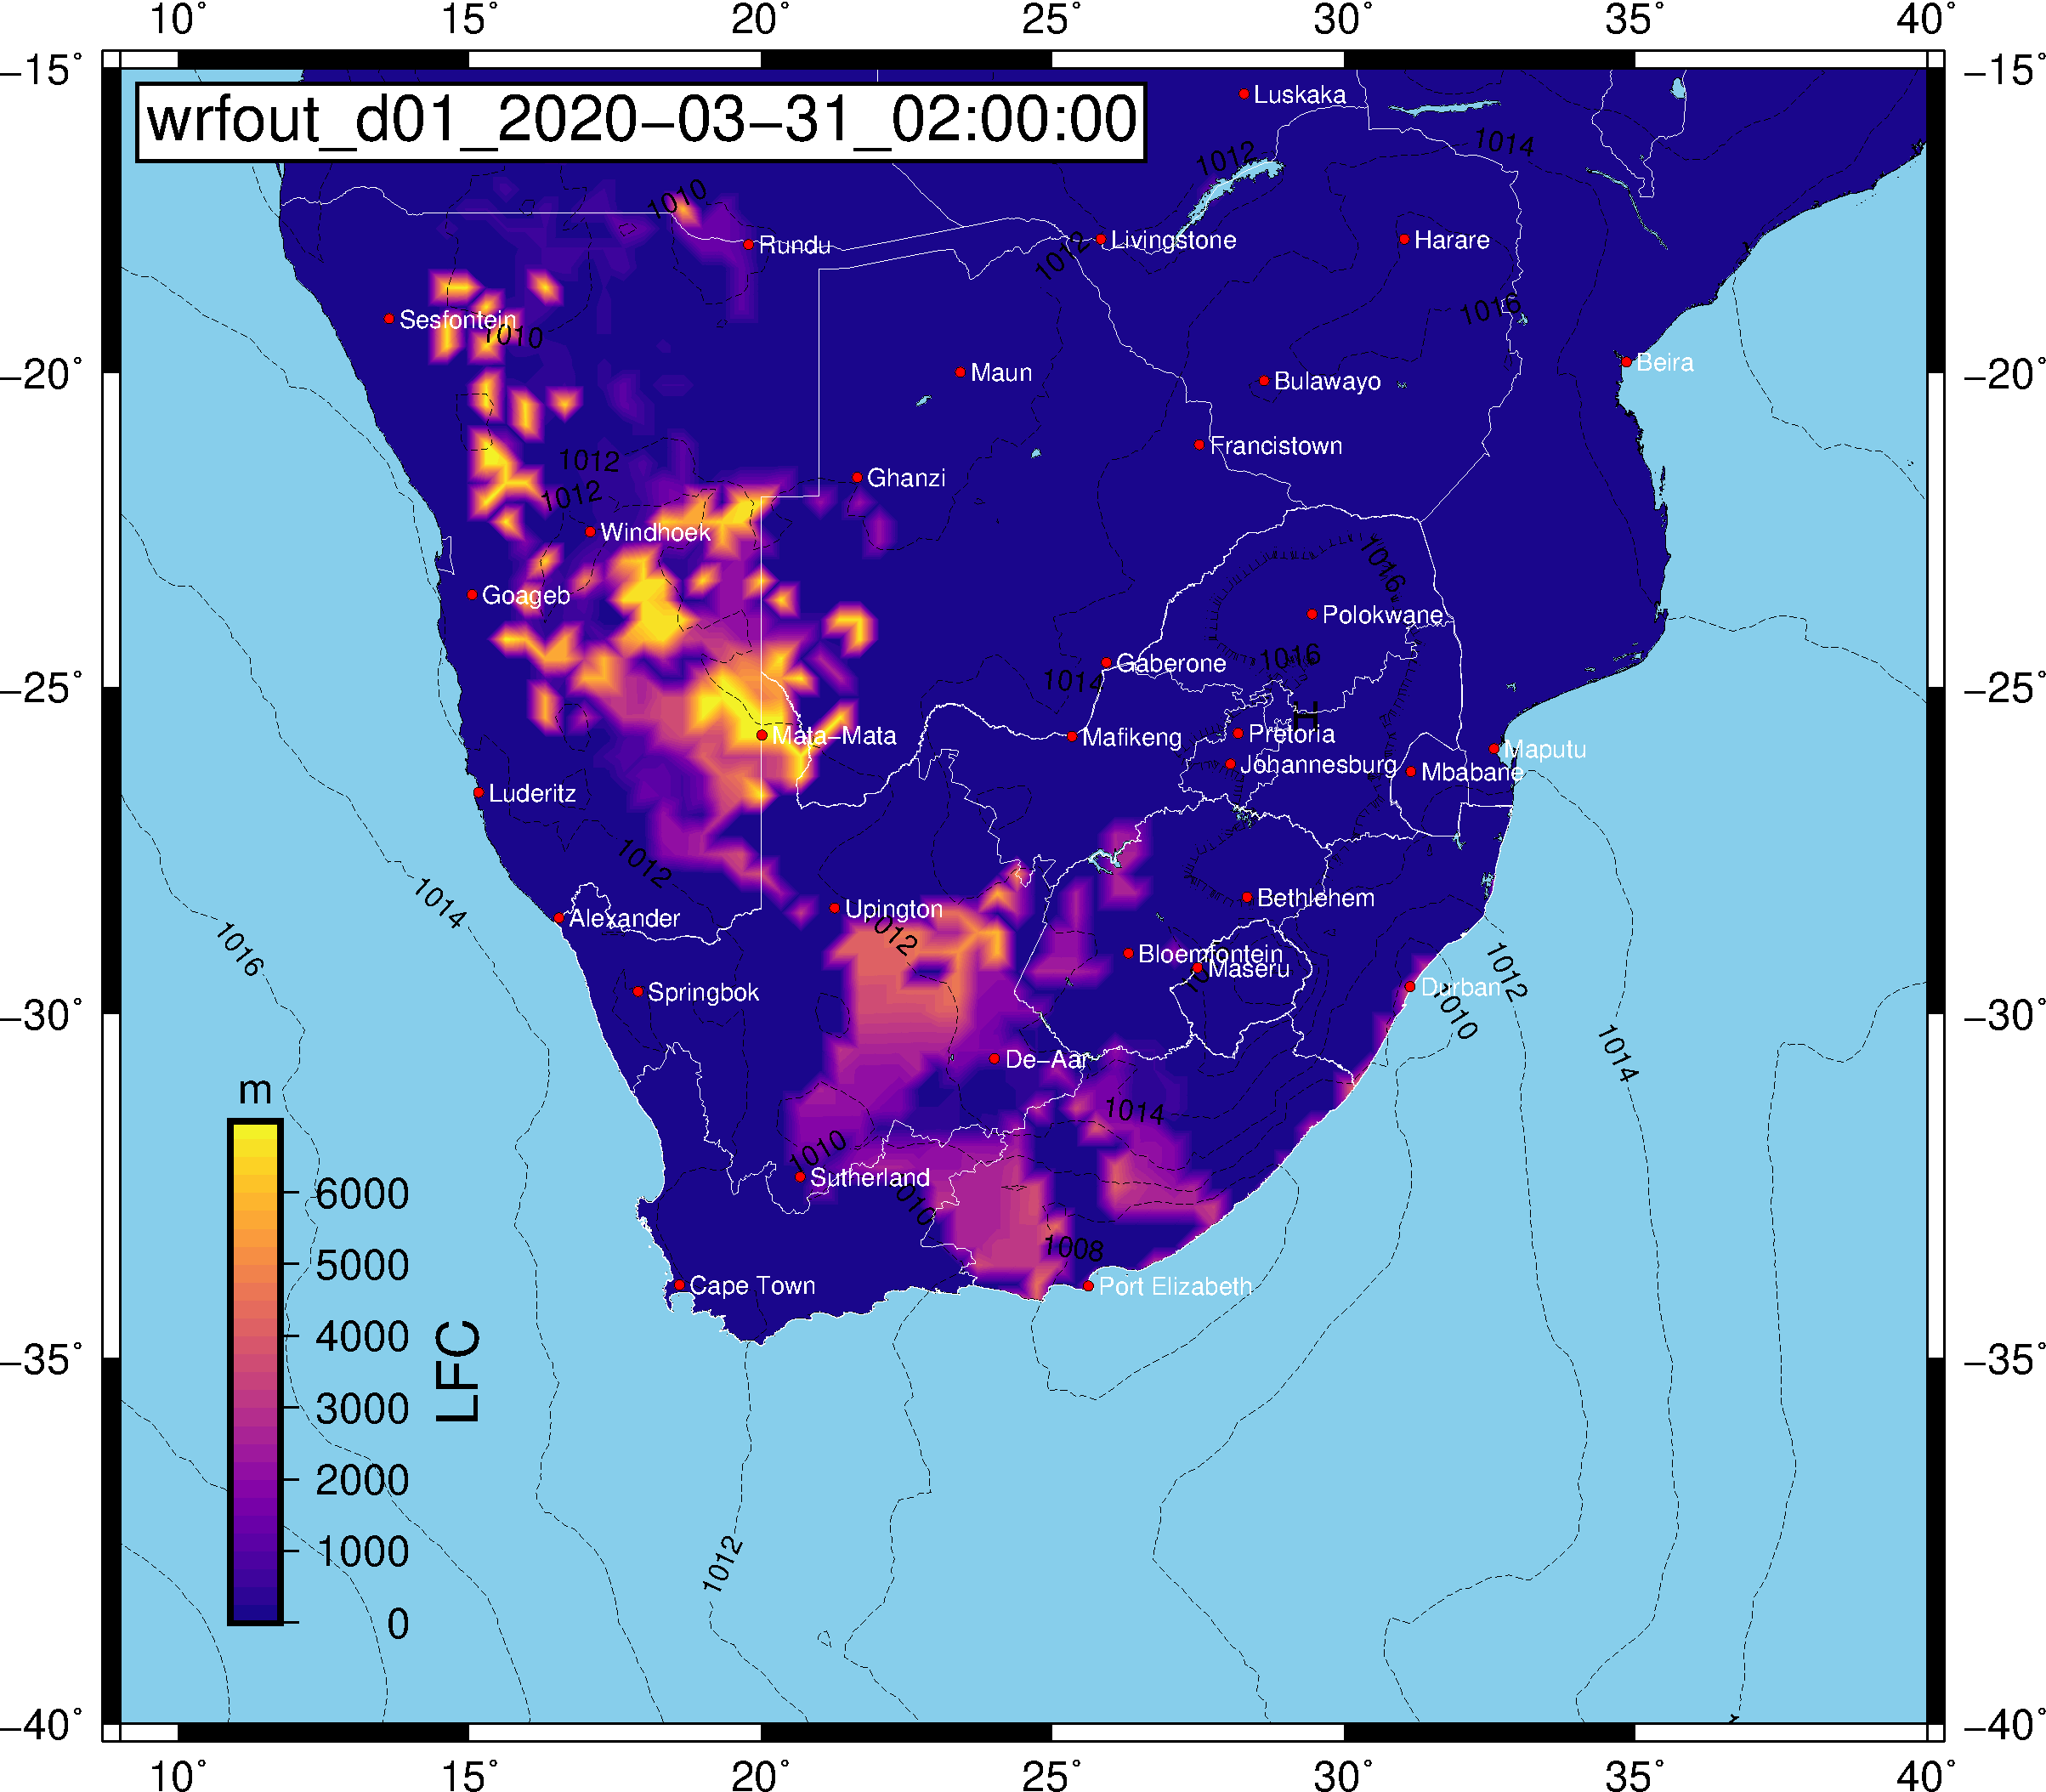 10° 15° 20° 25° 30° 35° 40°
−15° −15°
wrfout_d01_2020−03−31_02:00:00
Luskaka
1014
1012
1010
Rundu
Livingstone
Harare
1012
1016
Sesfontein
1010
Beira
−20° −20°
Maun
Bulawayo
Francistown
1012
Ghanzi
1012
Windhoek
1016
Goageb
Polokwane
1016
Gaberone
1014
−25° −25°
H
Mata−Mata
Mafikeng
Pretoria
Maputu
Johannesburg
Mbabane
Luderitz
1012
1014
Bethlehem
Upington
Alexander
1012
1016
Bloemfontein
Maseru
1012
Springbok
Durban
1010
−30° −30°
1014
De−Aar
m
1014
1010
Sutherland
6000
1010
1008
5000
Cape Town
Port Elizabeth
4000
LFC
−35° −35°
3000
2000
1000
1012
0
−40° −40°
10° 15° 20° 25° 30° 35° 40°